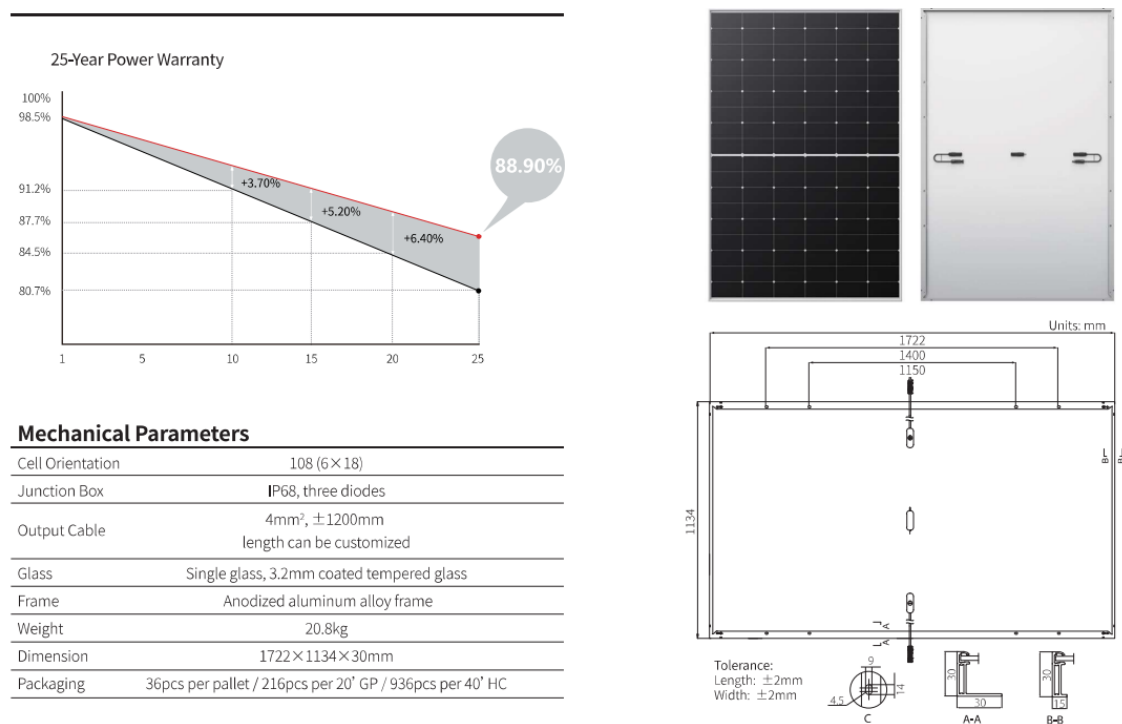 25-Year Power Warranty
100%
98.5%
91.2%
87.7%
84.5%
80.7%
+3.70%
+5.20%
+6.40%
88.90%
1 5 10 15 20 25
Mechanical Parameters
Cell Orientation 108 (6×18)
Junction Box IP68, three diodes
Output Cable 4mm², ±1200mm
length can be customized
Glass Single glass, 3.2mm coated tempered glass
Frame Anodized aluminum alloy frame
Weight 20.8kg
Dimension 1722×1134×30mm
Packaging 36pcs per pallet / 216pcs per 20' GP / 936pcs per 40' HC
Units: mm
1722
1400
1150
1134
B B
A
A
Tolerance:
Length: ±2mm
Width: ±2mm
9
14
4.5
C
30
30
A-A
30
15
B-B